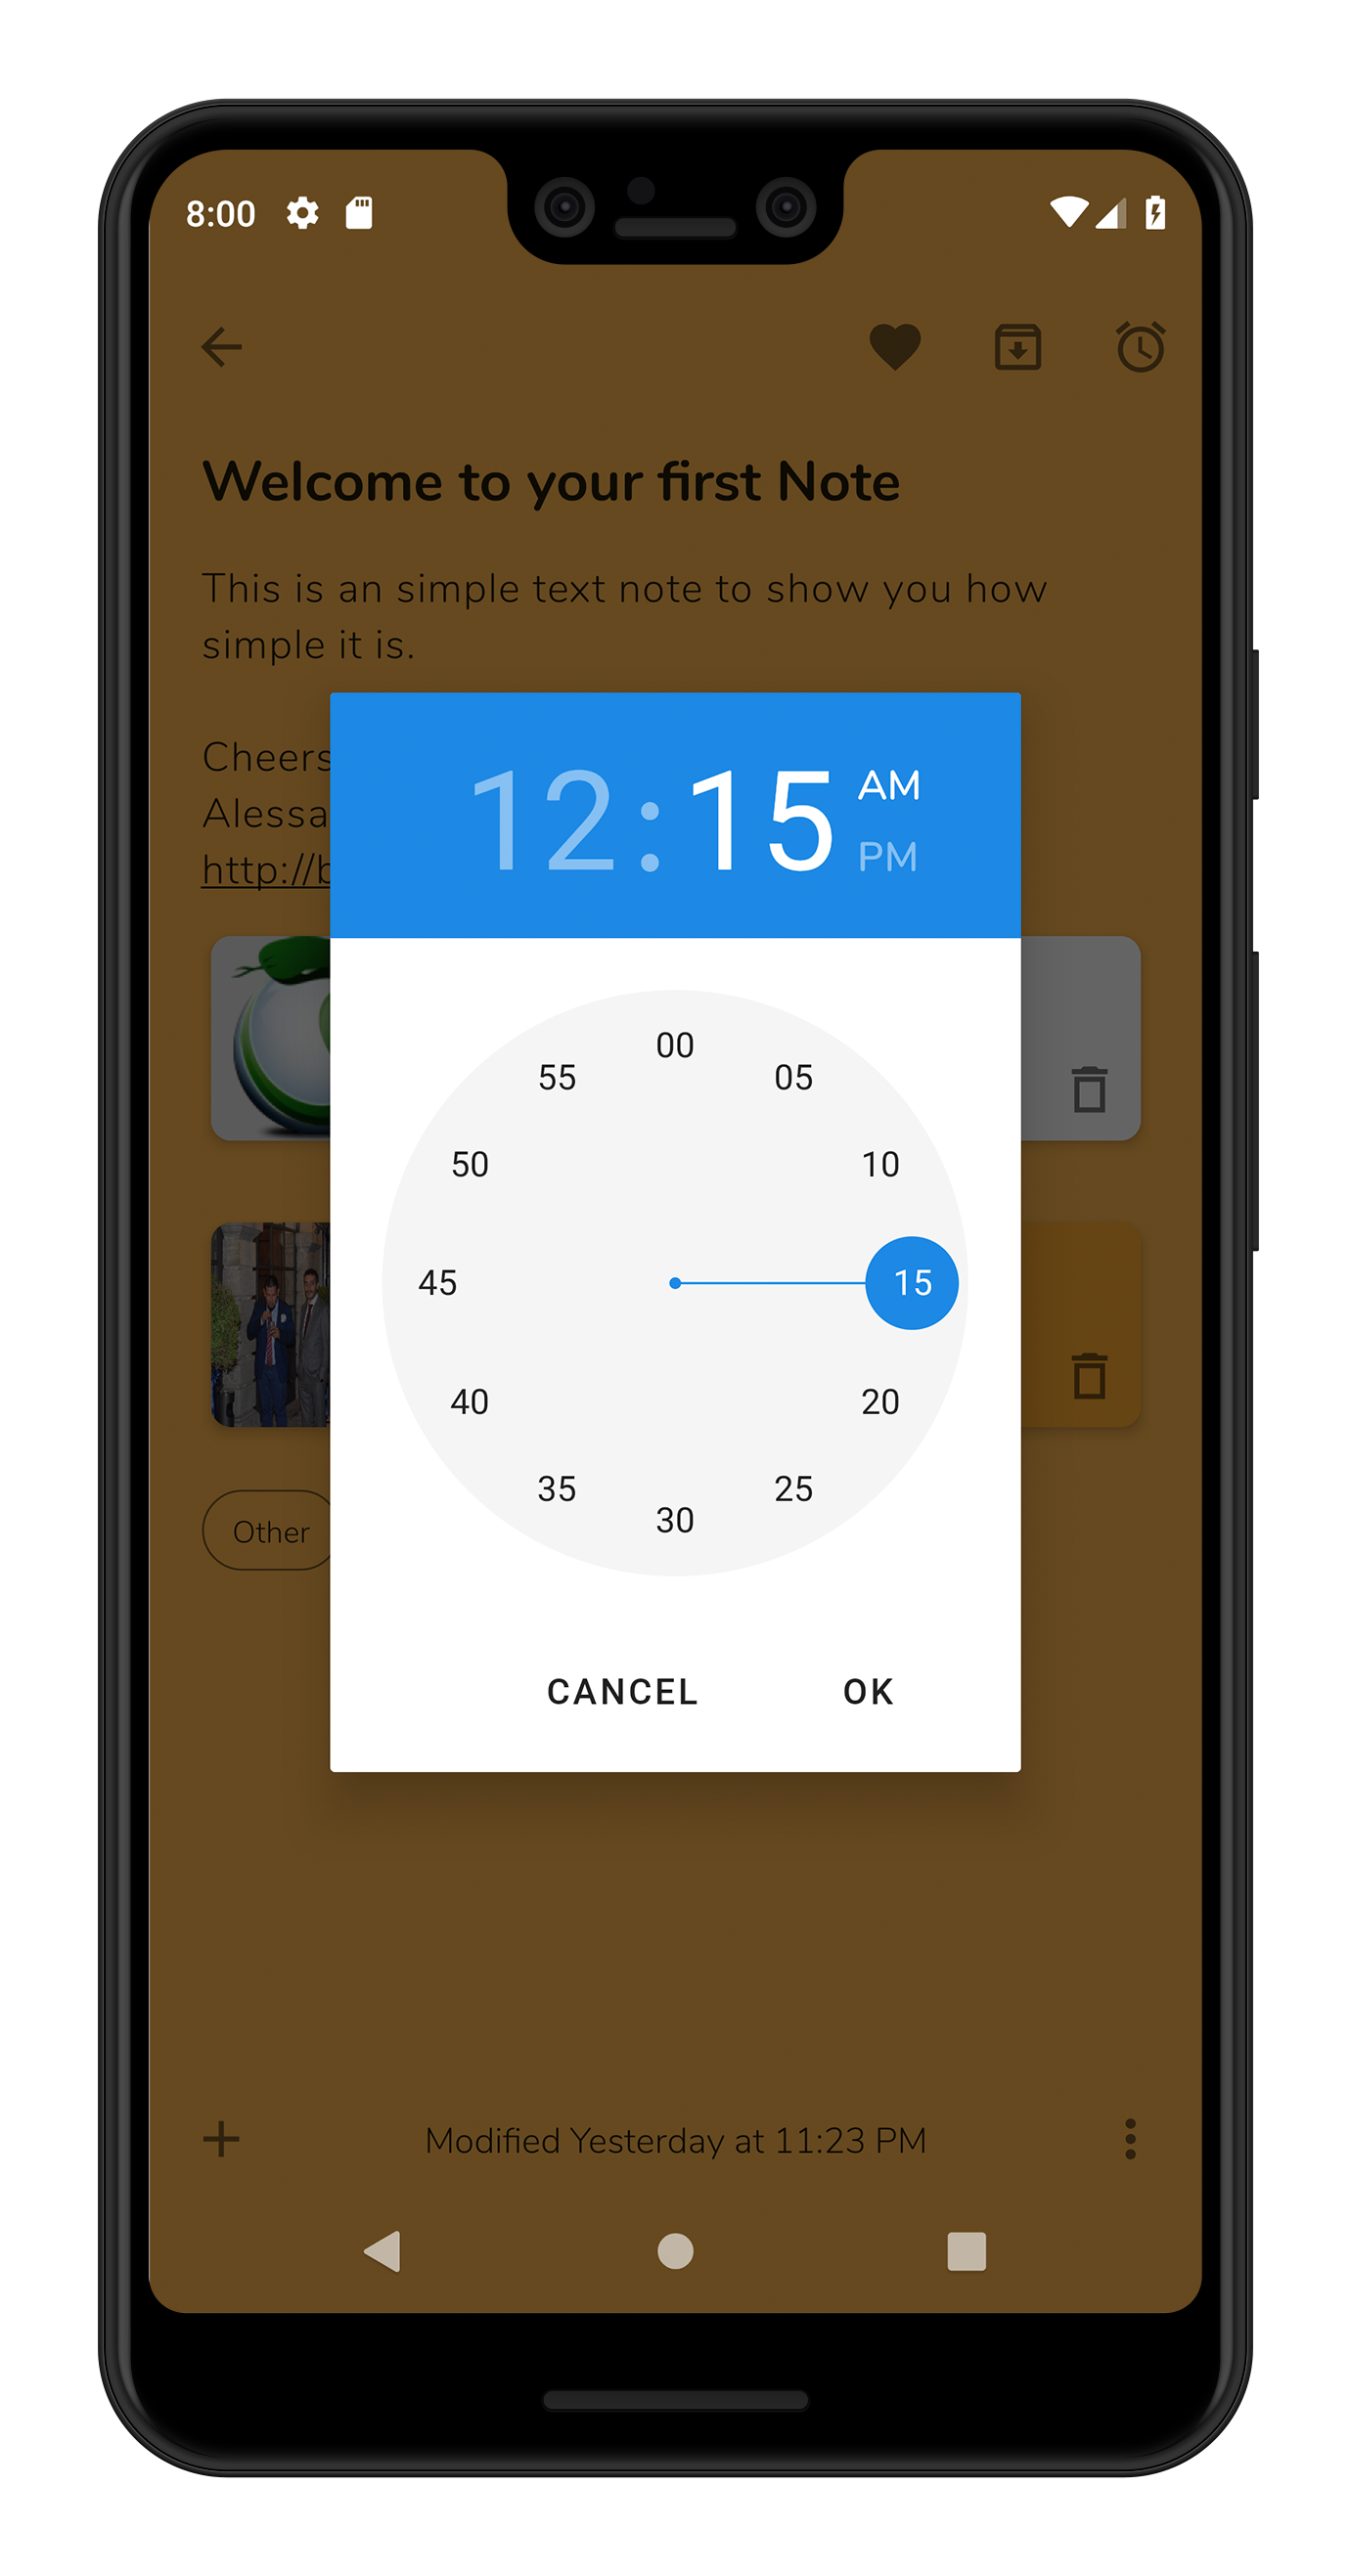 8:00
Welcome to your first Note
This is an simple text note to show you how
simple it is.
Cheers
Alessa
http://b
12:15 AM
PM
00
55 05
50 10
45 15
40 20
35 25
30
Other
CANCEL OK
Modified Yesterday at 11:23 PM